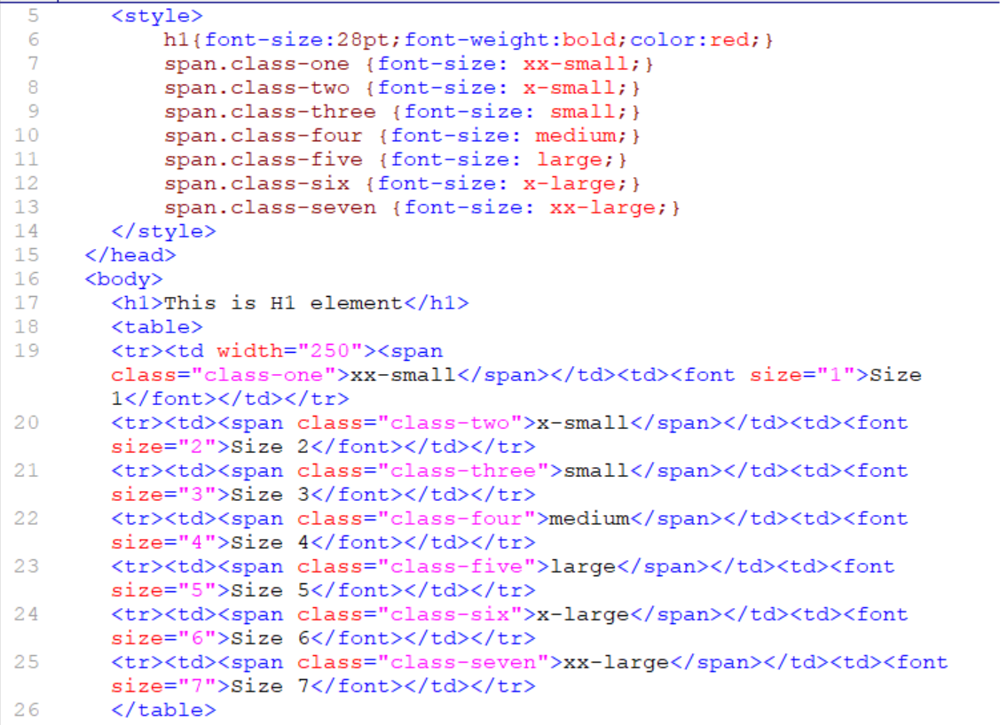 5 <style>
6 h1{font-size:28pt;font-weight:bold;color:red;}
7 span.class-one {font-size: xx-small;}
8 span.class-two {font-size: x-small;}
9 span.class-three {font-size: small;}
10 span.class-four {font-size: medium;}
11 span.class-five {font-size: large;}
12 span.class-six {font-size: x-large;}
13 span.class-seven {font-size: xx-large;}
14 </style>
15 </head>
16 <body>
17 <h1>This is H1 element</h1>
18 <table>
19 <tr><td width="250"><span
class="class-one">xx-small</span></td><td><font size="1">Size
1</font></td></tr>
20 <tr><td><span class="class-two">x-small</span></td><td><font
size="2">Size 2</font></td></tr>
21 <tr><td><span class="class-three">small</span></td><td><font
size="3">Size 3</font></td></tr>
22 <tr><td><span class="class-four">medium</span></td><td><font
size="4">Size 4</font></td></tr>
23 <tr><td><span class="class-five">large</span></td><td><font
size="5">Size 5</font></td></tr>
24 <tr><td><span class="class-six">x-large</span></td><td><font
size="6">Size 6</font></td></tr>
25 <tr><td><span class="class-seven">xx-large</span></td><td><font
size="7">Size 7</font></td></tr>
26 </table>